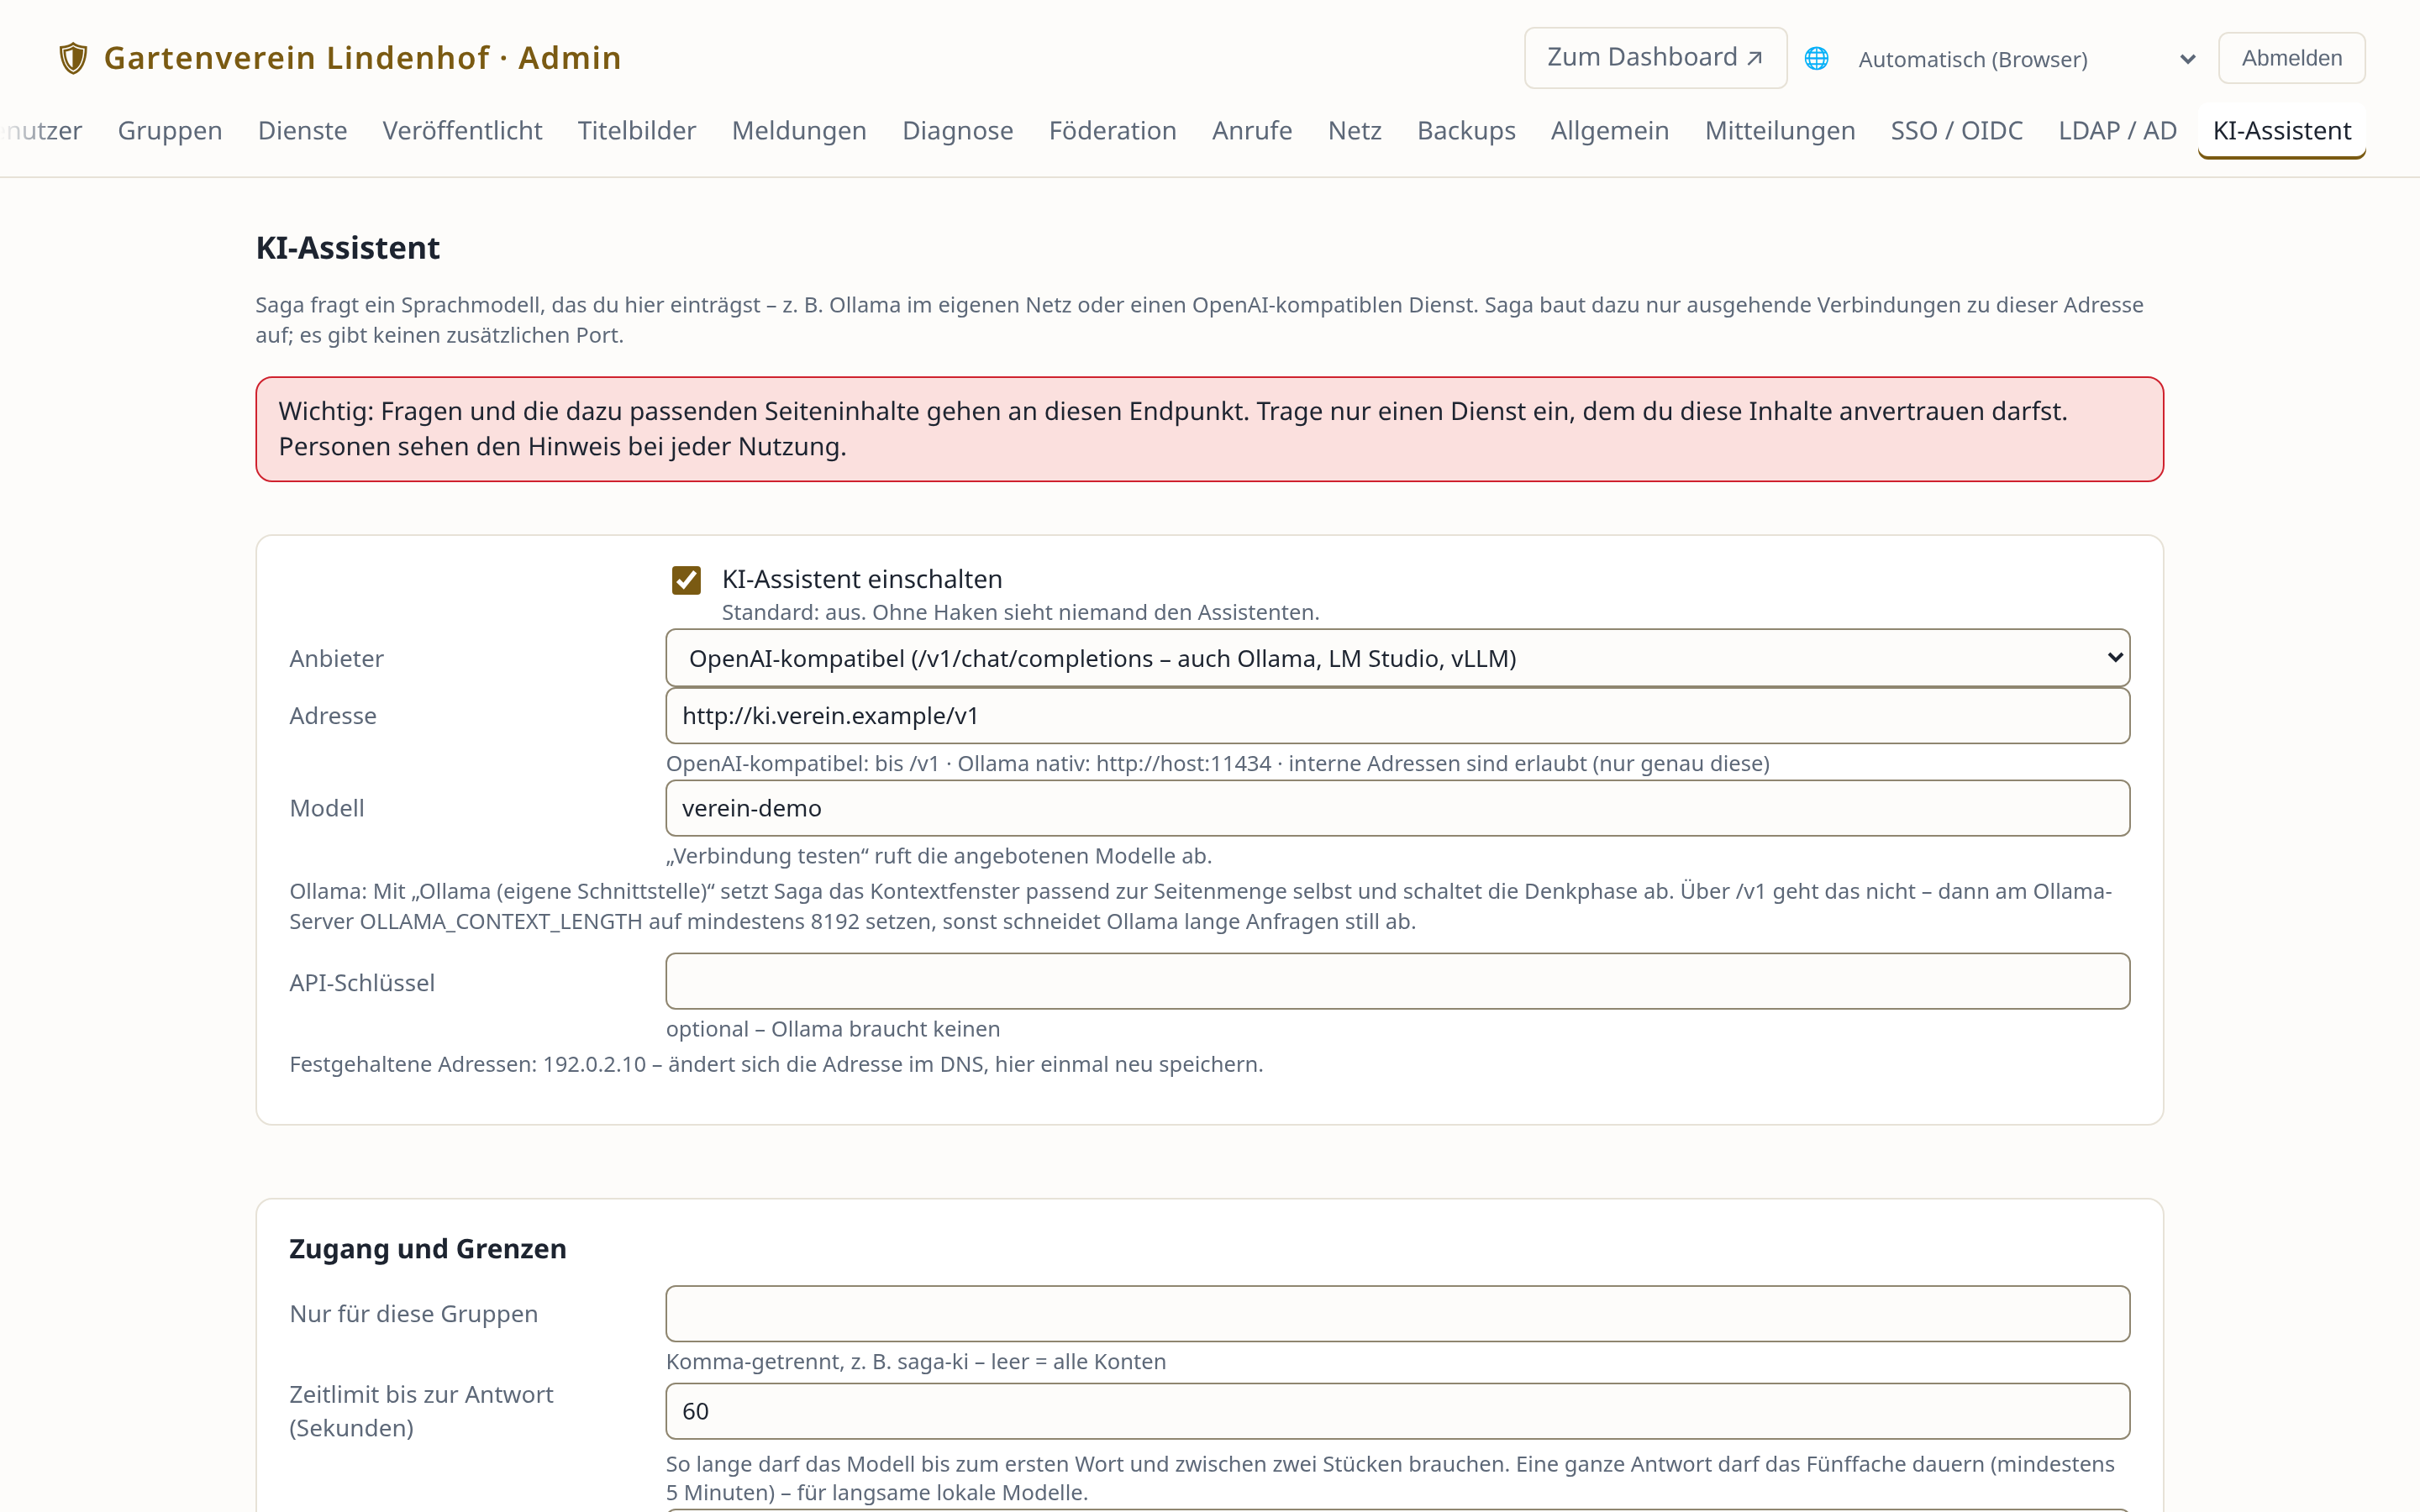 Gartenverein Lindenhof · Admin
Zum Dashboard ↗
Automatisch (Browser)
Abmelden
nutzer Gruppen Dienste Veröffentlicht Titelbilder Meldungen Diagnose Föderation Anrufe Netz Backups Allgemein Mitteilungen SSO / OIDC LDAP / AD KI-Assistent
KI-Assistent
Saga fragt ein Sprachmodell, das du hier einträgst – z. B. Ollama im eigenen Netz oder einen OpenAI-kompatiblen Dienst. Saga baut dazu nur ausgehende Verbindungen zu dieser Adresse
auf; es gibt keinen zusätzlichen Port.
Wichtig: Fragen und die dazu passenden Seiteninhalte gehen an diesen Endpunkt. Trage nur einen Dienst ein, dem du diese Inhalte anvertrauen darfst.
Personen sehen den Hinweis bei jeder Nutzung.
KI-Assistent einschalten
Standard: aus. Ohne Haken sieht niemand den Assistenten.
Anbieter
OpenAI-kompatibel (/v1/chat/completions – auch Ollama, LM Studio, vLLM)
Adresse
http://ki.verein.example/v1
OpenAI-kompatibel: bis /v1 · Ollama nativ: http://host:11434 · interne Adressen sind erlaubt (nur genau diese)
Modell
verein-demo
„Verbindung testen“ ruft die angebotenen Modelle ab.
Ollama: Mit „Ollama (eigene Schnittstelle)“ setzt Saga das Kontextfenster passend zur Seitenmenge selbst und schaltet die Denkphase ab. Über /v1 geht das nicht – dann am Ollama-
Server OLLAMA_CONTEXT_LENGTH auf mindestens 8192 setzen, sonst schneidet Ollama lange Anfragen still ab.
API-Schlüssel
optional – Ollama braucht keinen
Festgehaltene Adressen: 192.0.2.10 – ändert sich die Adresse im DNS, hier einmal neu speichern.
Zugang und Grenzen
Nur für diese Gruppen
Komma-getrennt, z. B. saga-ki – leer = alle Konten
Zeitlimit bis zur Antwort
(Sekunden)
60
So lange darf das Modell bis zum ersten Wort und zwischen zwei Stücken brauchen. Eine ganze Antwort darf das Fünffache dauern (mindestens
5 Minuten) – für langsame lokale Modelle.